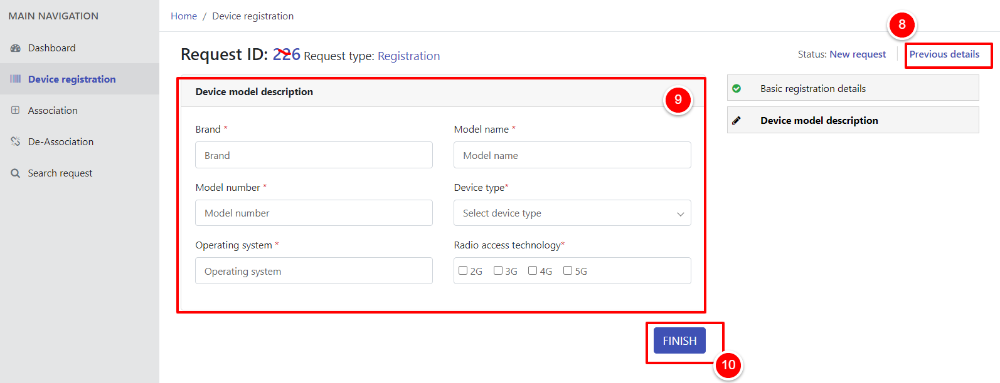 MAIN NAVIGATION
Dashboard
Device registration
Association
De-Association
Search request
Home / Device registration
8
Request ID: 226 Request type: Registration
Status: New request
Previous details
Device model description
9
Brand *
Brand
Model name *
Model name
Model number *
Model number
Device type*
Select device type
Operating system *
Operating system
Radio access technology*
2G 3G 4G 5G
Basic registration details
Device model description
FINISH
10